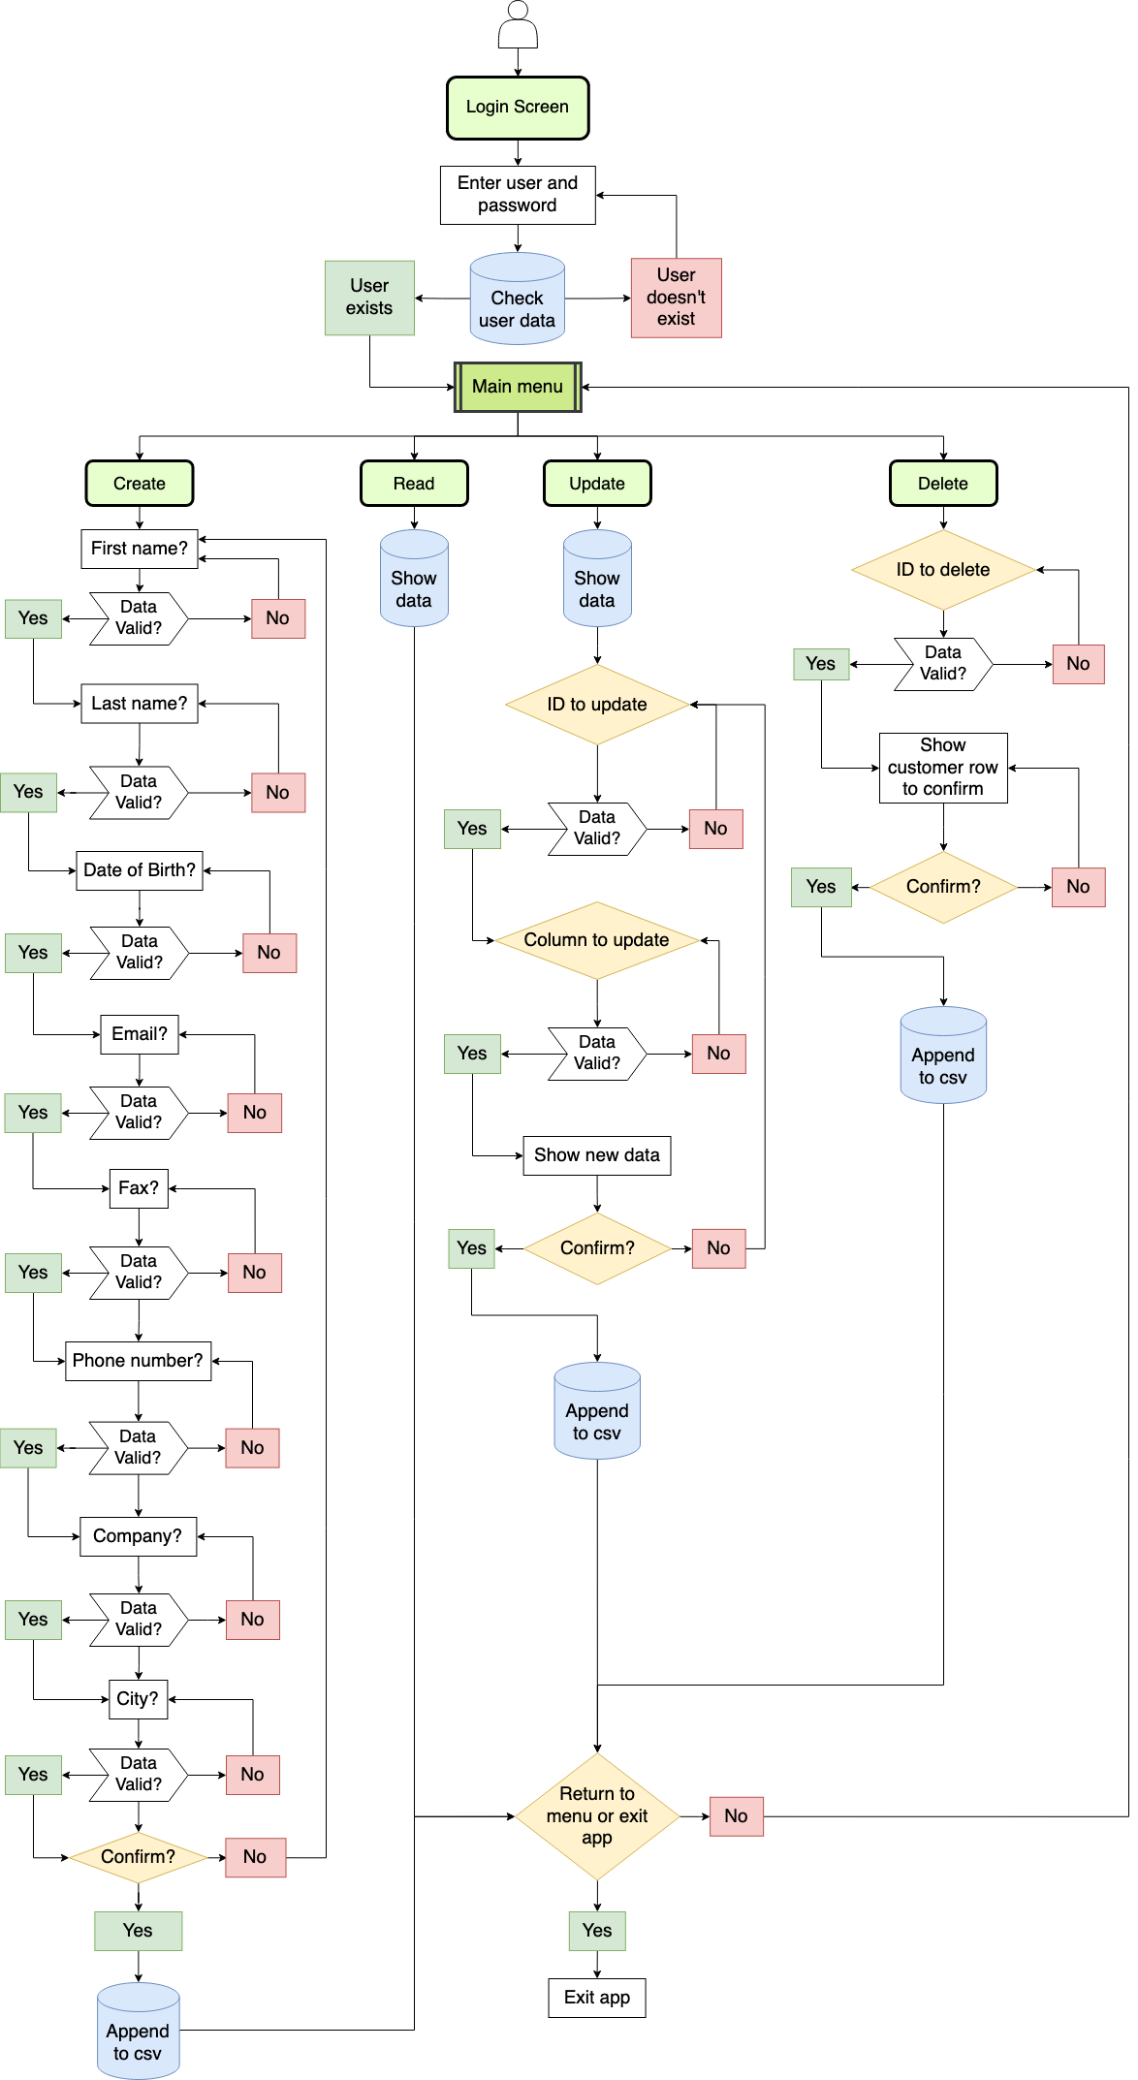 Login Screen
Enter user and
password
User
exists
Check
user data
User
doesn't
exist
Main menu
Create
Read
Update
Delete
First name?
Data
Valid?
Yes
No
Last name?
Data
Valid?
Yes
No
Date of Birth?
Data
Valid?
Yes
No
Email?
Data
Valid?
Yes
No
Fax?
Data
Valid?
Yes
No
Phone number?
Data
Valid?
Yes
No
Company?
Data
Valid?
Yes
No
City?
Data
Valid?
Yes
No
Confirm?
No
Yes
Append
to csv
Show
data
Show
data
ID to update
Data
Valid?
Yes
No
Column to update
Data
Valid?
Yes
No
Show new data
Confirm?
Yes
No
Append
to csv
ID to delete
Data
Valid?
Yes
No
Show
customer row
to confirm
Confirm?
Yes
No
Append
to csv
Return to
menu or exit
app
No
Yes
Exit app